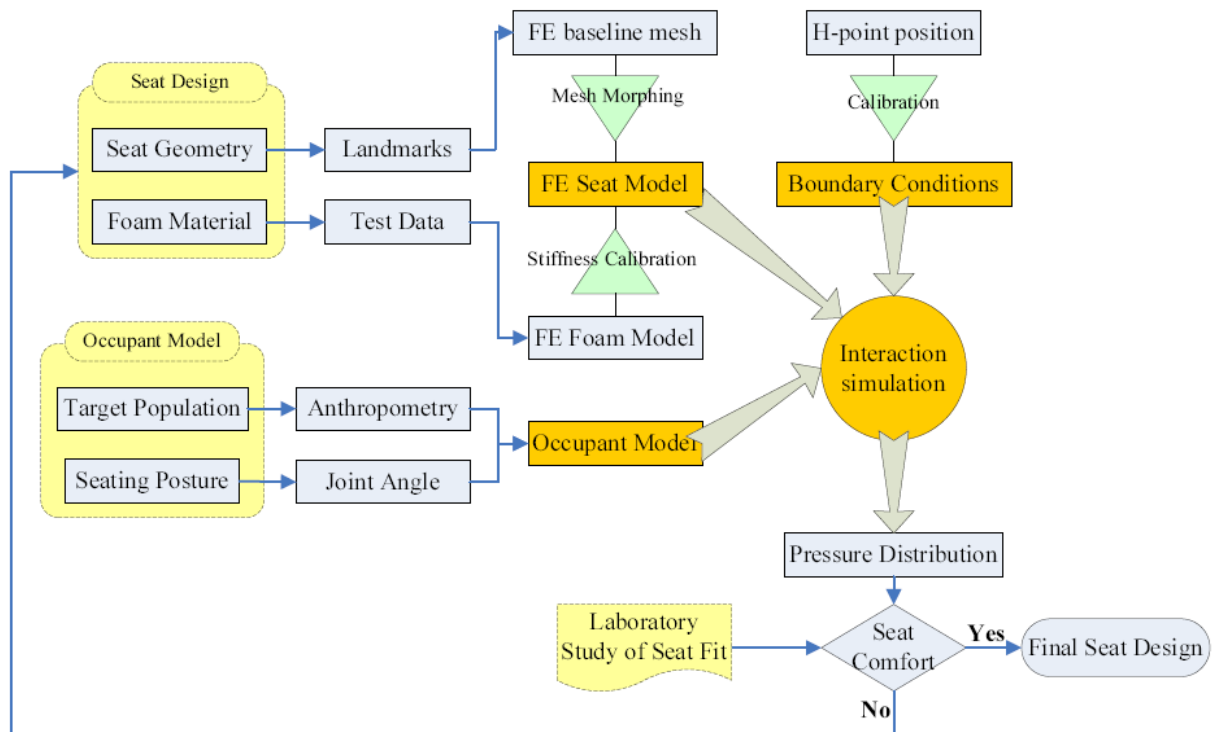 FE baseline mesh
H-point position
Seat Design
Mesh Morphing
Calibration
Seat Geometry
Landmarks
FE Seat Model
Boundary Conditions
Foam Material
Test Data
Stiffness Calibration
FE Foam Model
Occupant Model
Interaction
simulation
Target Population
Anthropometry
Occupant Model
Seating Posture
Joint Angle
Pressure Distribution
Laboratory
Study of Seat Fit
Seat
Comfort
Yes
Final Seat Design
No